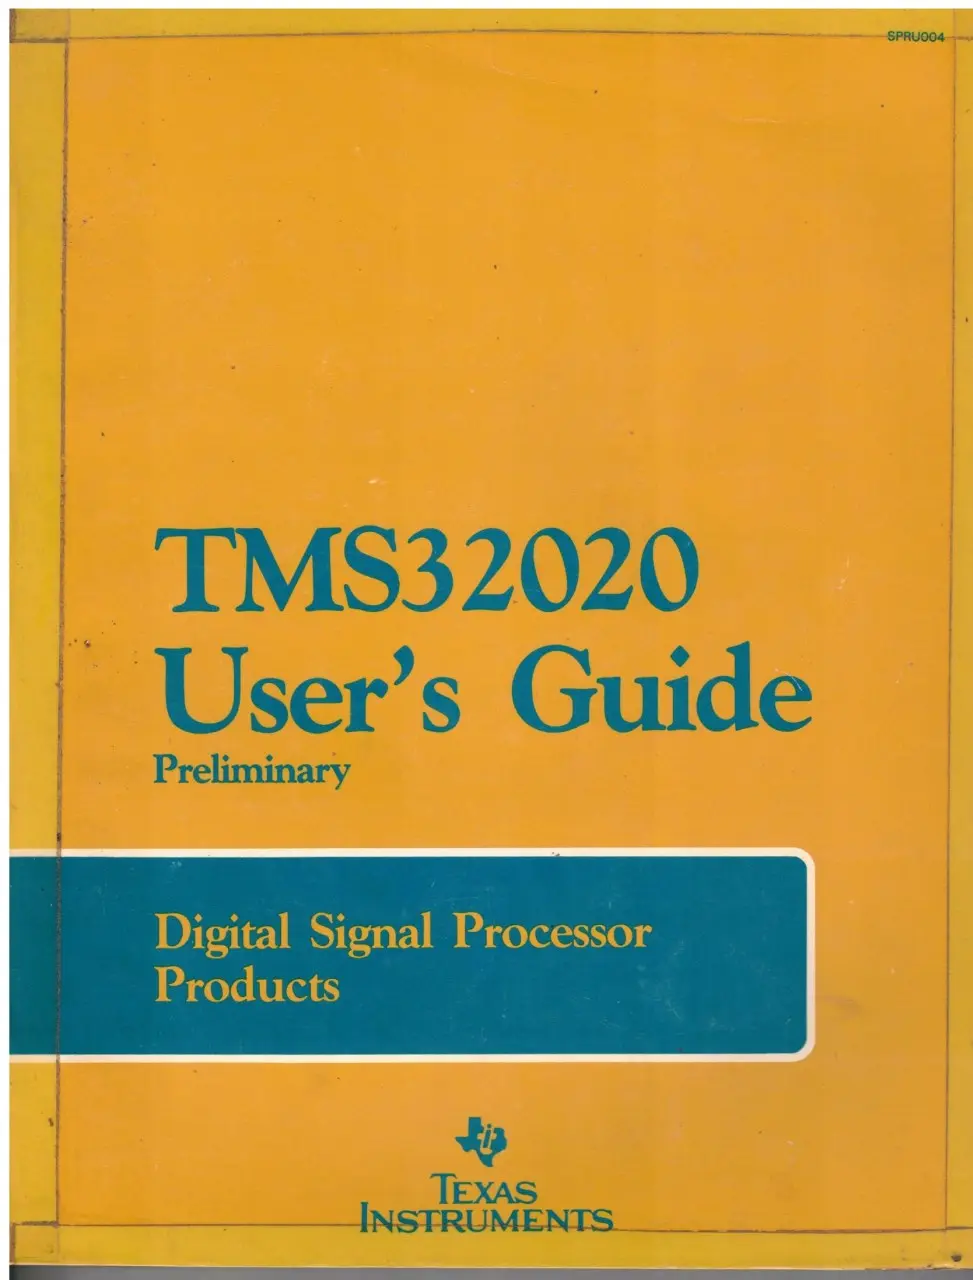 SPRU004
TMS32020
User's Guide
Preliminary
Digital Signal Processor
Products
TEXAS
INSTRUMENTS